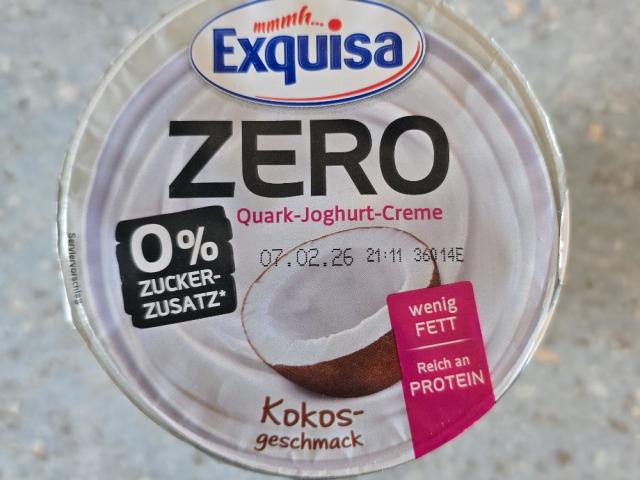 mmmh...
Exquisa
ZERO
Quark-Joghurt-Creme
0%
ZUCKER-
ZUSATZ*
07.02.26 21:11 36014E
wenig
FETT
Reich an
PROTEIN
Kokos-
geschmack
Serviervorschlag